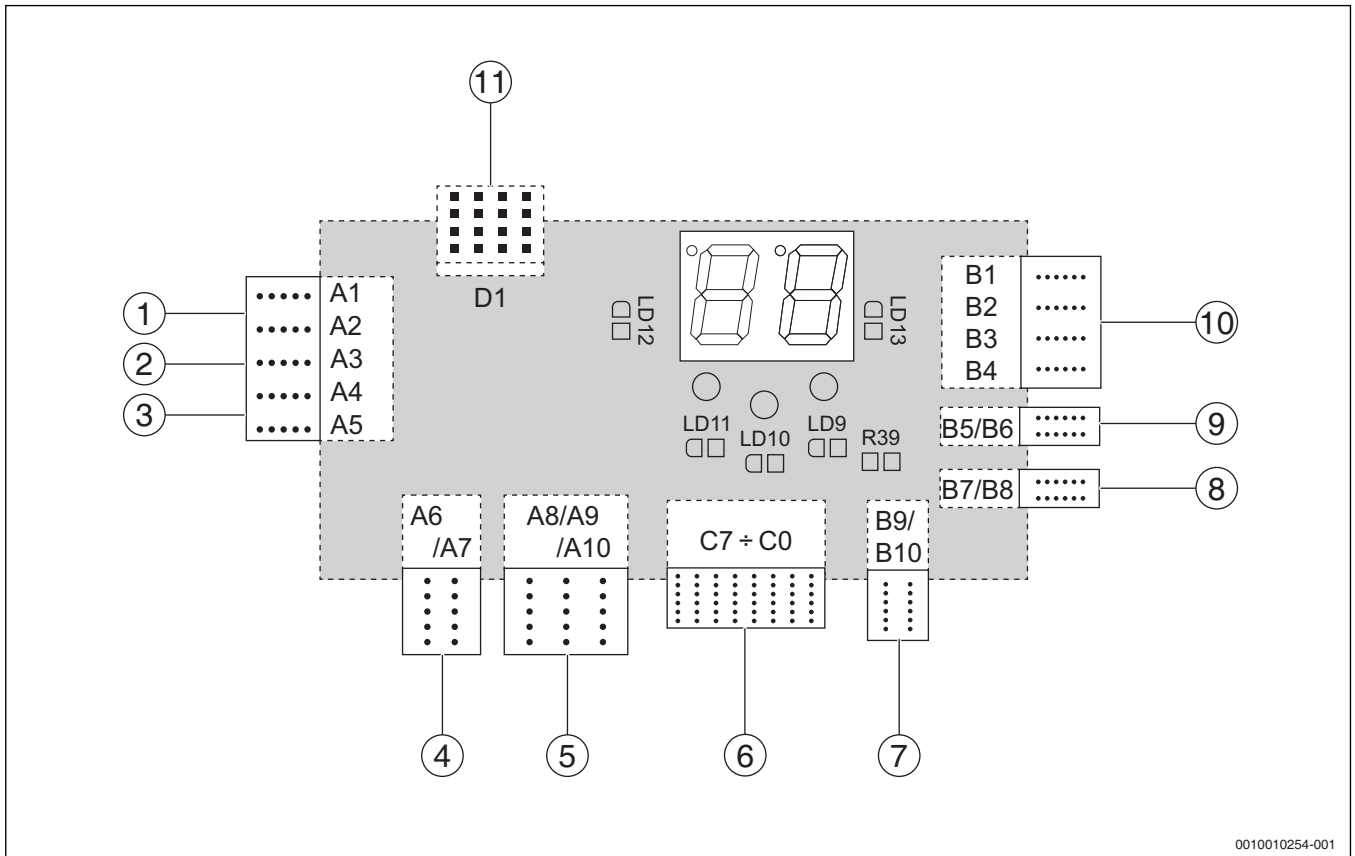 11
D1
LD12
LD13
1
2
3
A1
A2
A3
A4
A5
B1
B2
B3
B4
10
LD11
LD10
LD9
R39
B5/B6
9
B7/B8
8
A6
/A7
A8/A9
/A10
C7 ÷ C0
B9/
B10
4
5
6
7
0010010254-001